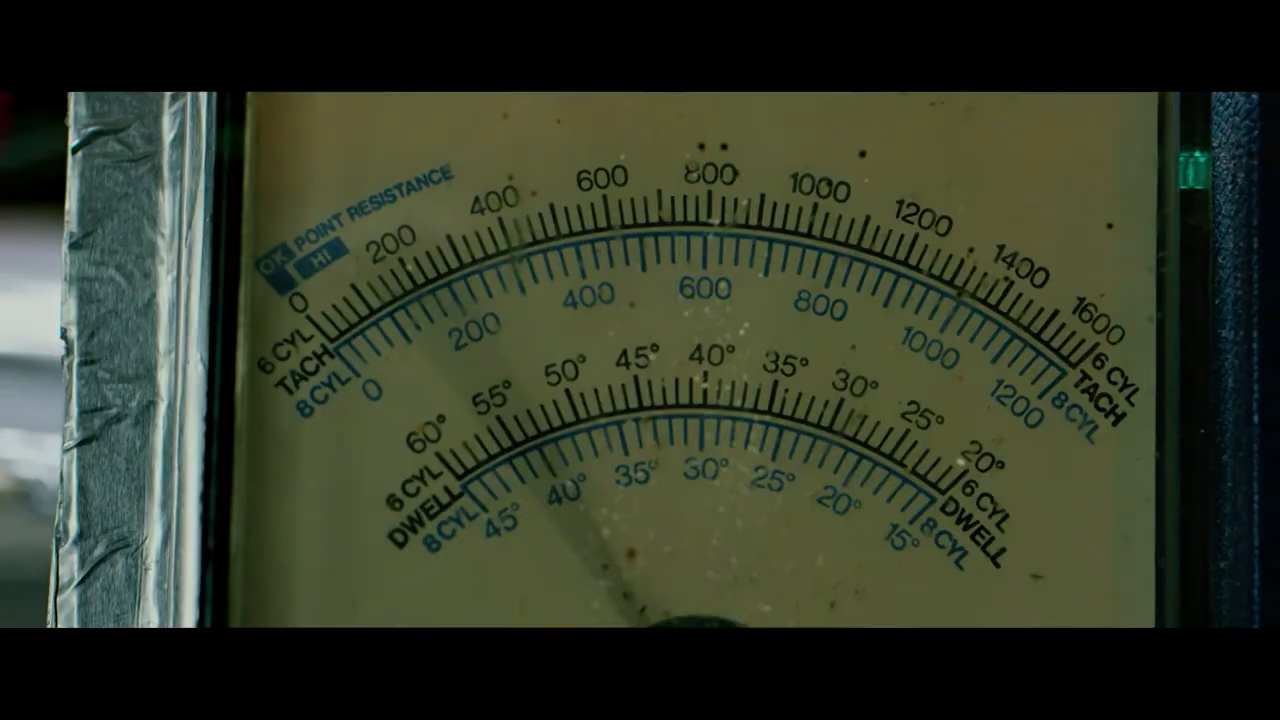 OK POINT RESISTANCE
HI
0 200 400 600 800 1000 1200 1400 1600
6 CYL 6 CYL
TACH TACH
8 CYL 8 CYL
0 200 400 600 800 1000 1200
60° 55° 50° 45° 40° 35° 30° 25° 20°
6 CYL 6 CYL
DWELL DWELL
8 CYL 8 CYL
45° 40° 35° 30° 25° 20° 15°